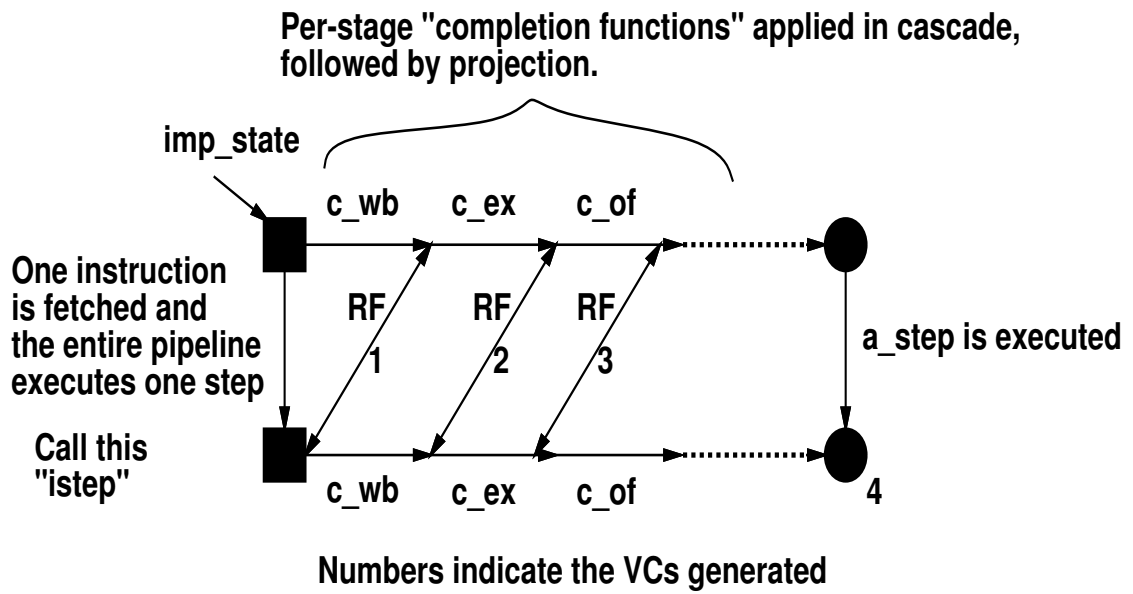 Per-stage "completion functions" applied in cascade,
followed by projection.
imp_state
c_wb c_ex c_of
One instruction
is fetched and
the entire pipeline
executes one step
RF RF RF
1 2 3
a_step is executed
Call this
"istep"
c_wb c_ex c_of
4
Numbers indicate the VCs generated